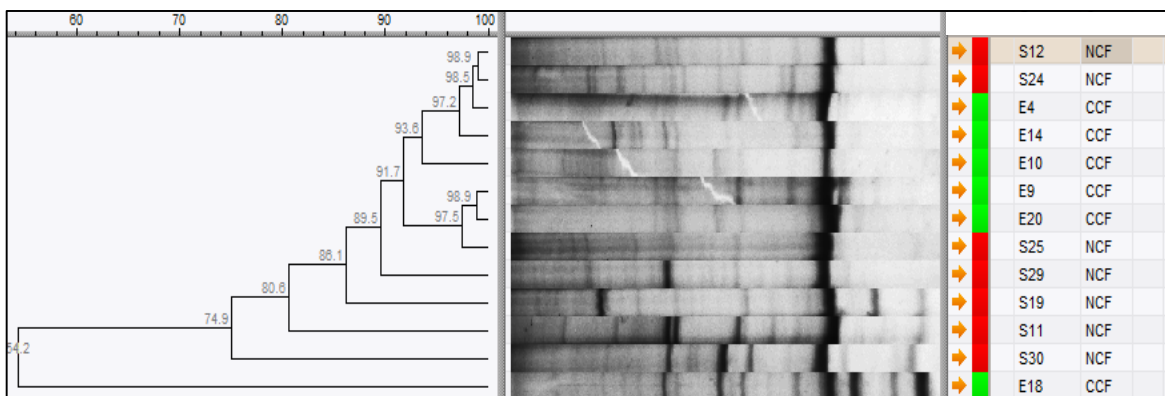 60 70 80 90 100
98.9 S12 NCF
98.5 S24 NCF
97.2 E4 CCF
93.6 E14 CCF
91.7 E10 CCF
98.9 E9 CCF
89.5 97.5 E20 CCF
86.1 S25 NCF
80.6 S29 NCF
74.9 S19 NCF
S11 NCF
54.2 S30 NCF
E18 CCF